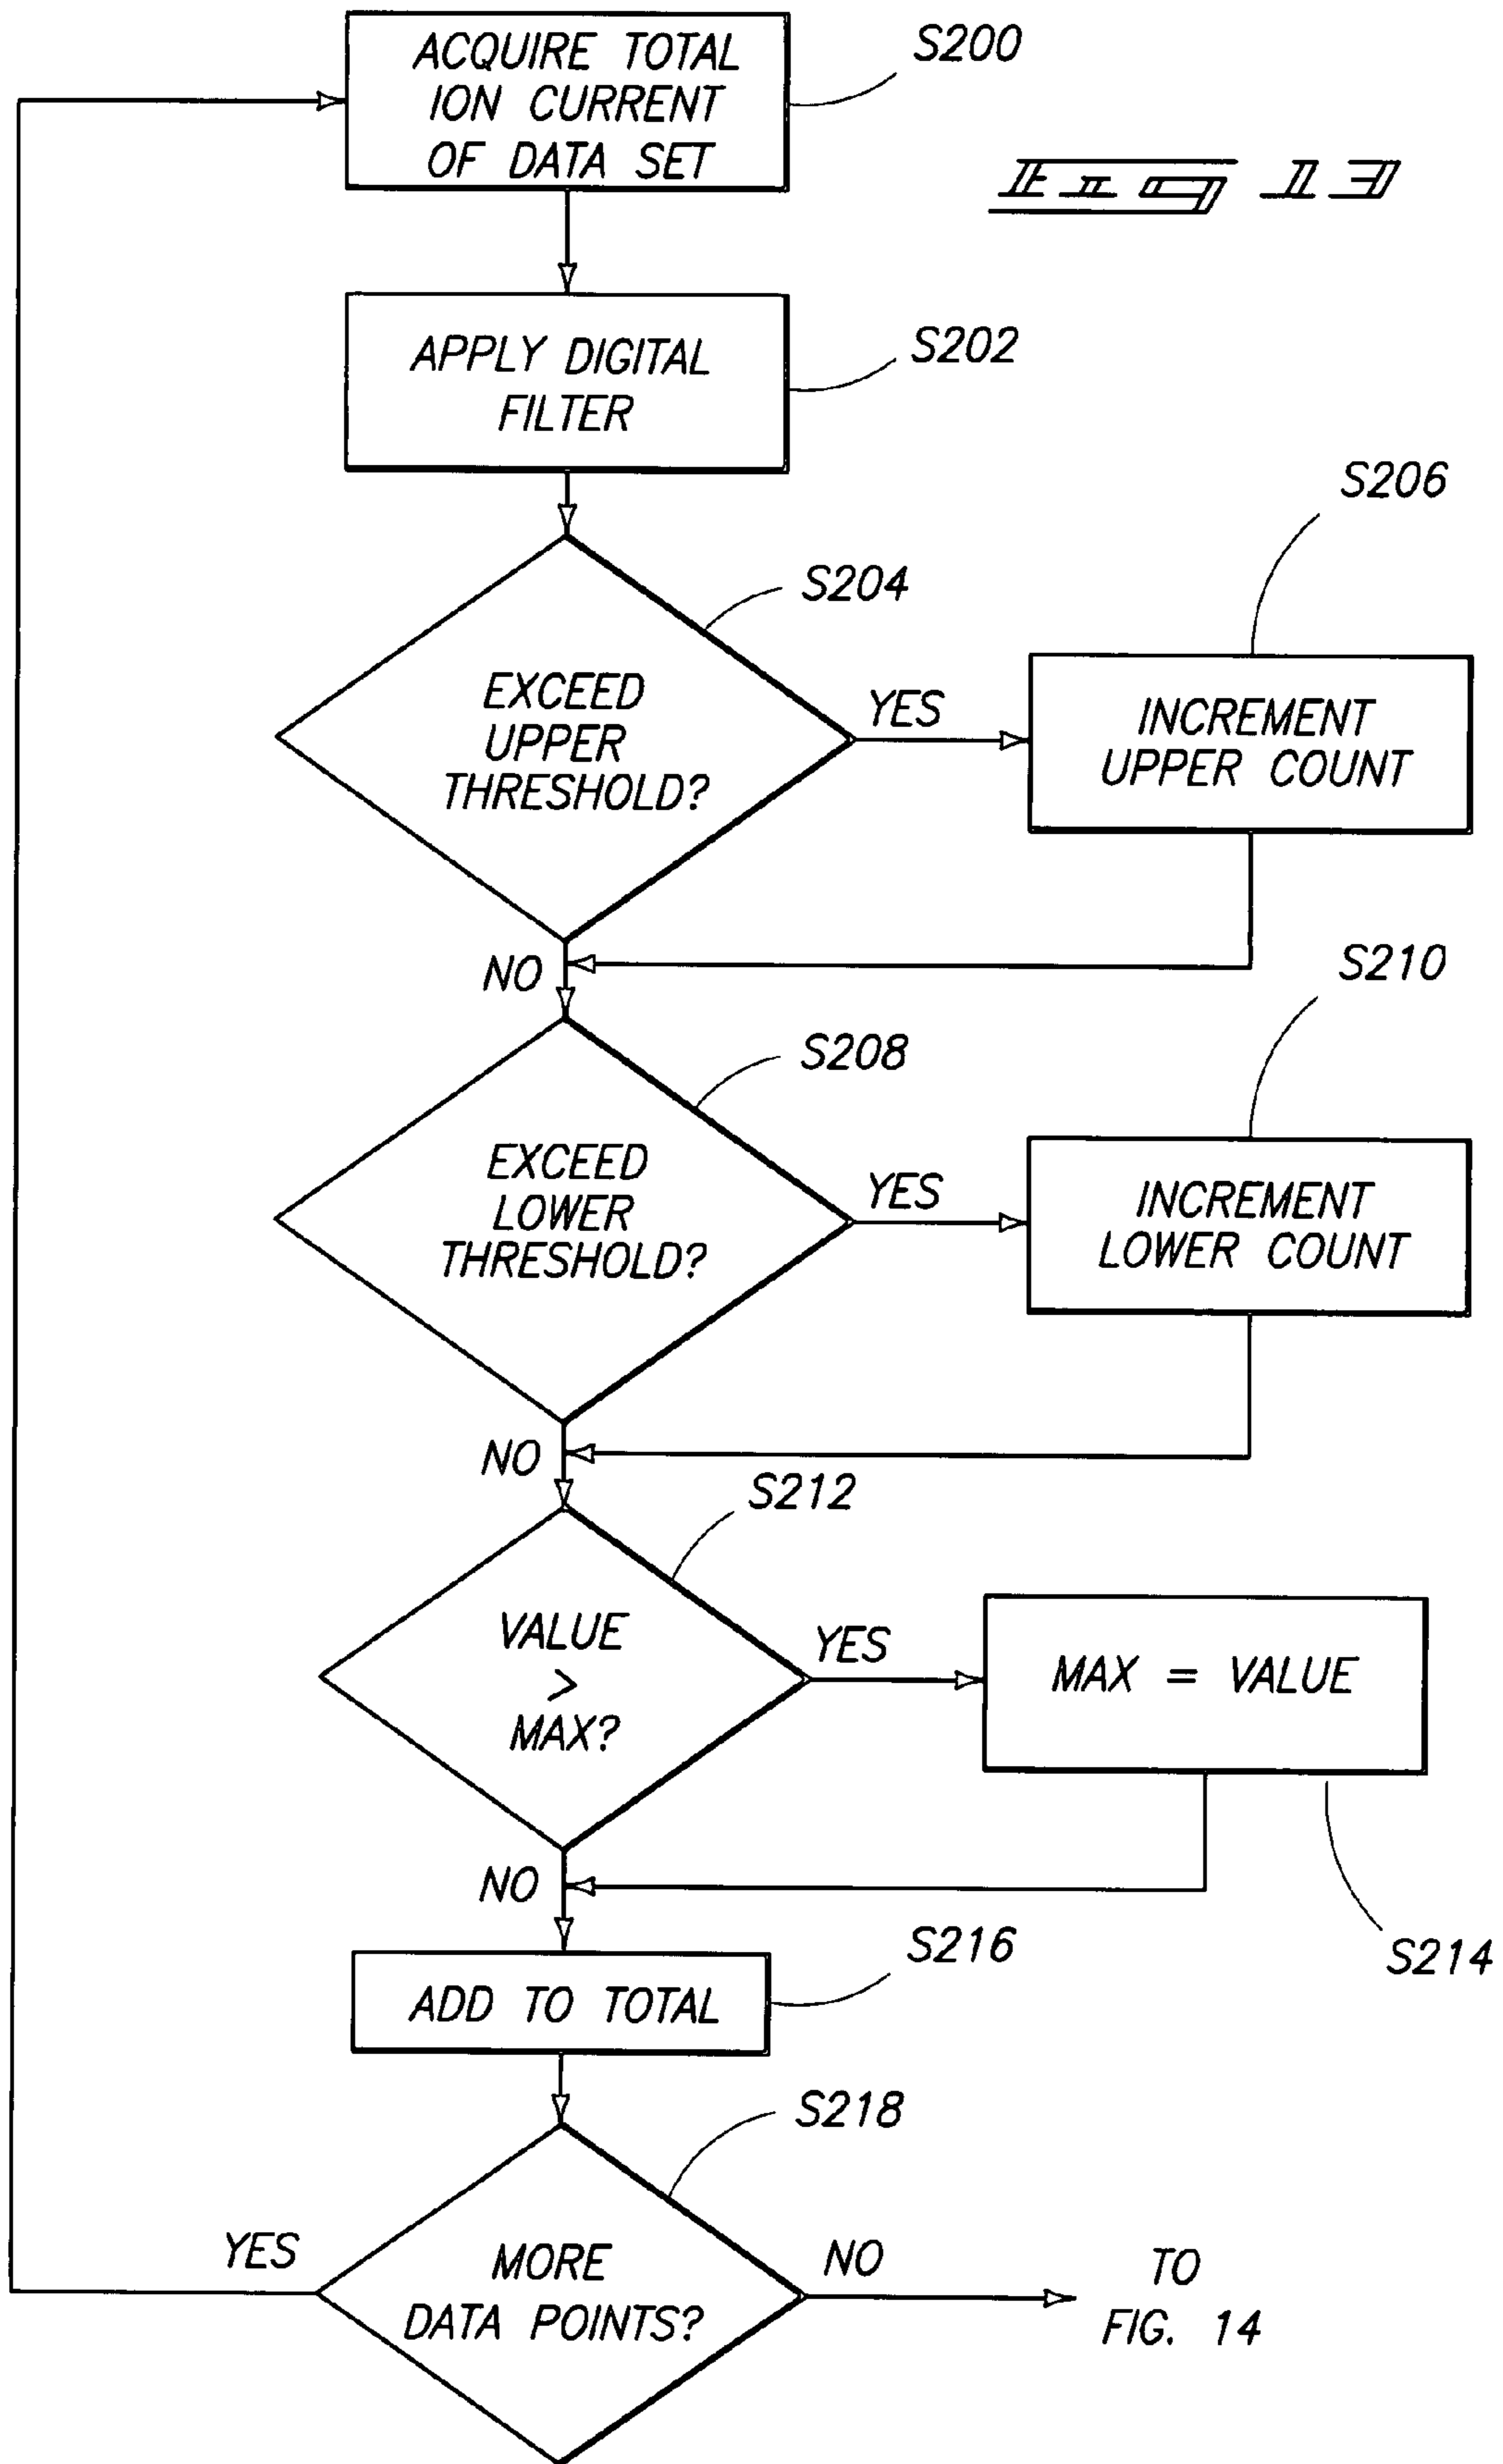 ACQUIRE TOTAL
ION CURRENT
OF DATA SET
S200
Fig 13
APPLY DIGITAL
FILTER
S202
S206
S204
EXCEED
UPPER
THRESHOLD?
YES
INCREMENT
UPPER COUNT
NO
S210
S208
EXCEED
LOWER
THRESHOLD?
YES
INCREMENT
LOWER COUNT
NO
S212
VALUE
>
MAX?
YES
MAX = VALUE
NO
S214
S216
ADD TO TOTAL
S218
YES
MORE
DATA POINTS?
NO
TO
FIG. 14